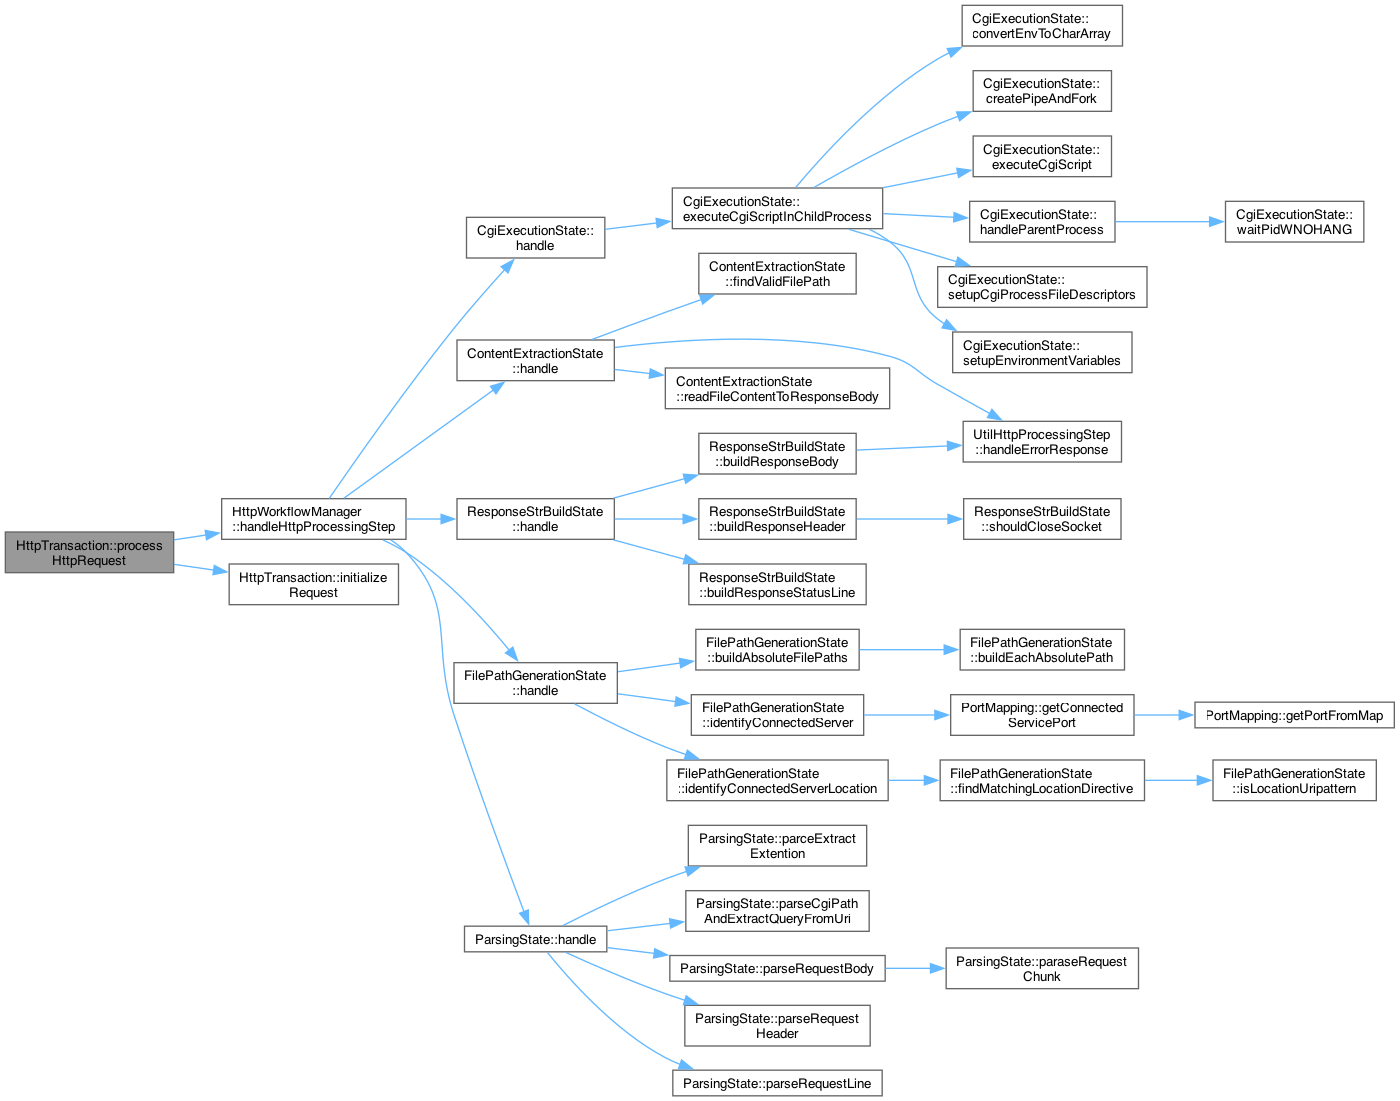 CgiExecutionState::
convertEnvToCharArray
CgiExecutionState::
createPipeAndFork
CgiExecutionState::
executeCgiScript
CgiExecutionState::
executeCgiScriptInChildProcess
CgiExecutionState::
handleParentProcess
CgiExecutionState::
waitPidWNOHANG
CgiExecutionState::
handle
ContentExtractionState
::findValidFilePath
CgiExecutionState::
setupCgiProcessFileDescriptors
CgiExecutionState::
setupEnvironmentVariables
ContentExtractionState
::handle
ContentExtractionState
::readFileContentToResponseBody
UtilHttpProcessingStep
::handleErrorResponse
ResponseStrBuildState
::buildResponseBody
HttpWorkflowManager
::handleHttpProcessingStep
ResponseStrBuildState
::handle
ResponseStrBuildState
::buildResponseHeader
ResponseStrBuildState
::shouldCloseSocket
HttpTransaction::process
HttpRequest
HttpTransaction::initialize
Request
ResponseStrBuildState
::buildResponseStatusLine
FilePathGenerationState
::buildAbsoluteFilePaths
FilePathGenerationState
::buildEachAbsolutePath
FilePathGenerationState
::handle
FilePathGenerationState
::identifyConnectedServer
PortMapping::getConnected
ServicePort
PortMapping::getPortFromMap
FilePathGenerationState
::identifyConnectedServerLocation
FilePathGenerationState
::findMatchingLocationDirective
FilePathGenerationState
::isLocationUripattern
ParsingState::parceExtract
Extention
ParsingState::parseCgiPath
AndExtractQueryFromUri
ParsingState::handle
ParsingState::parseRequestBody
ParsingState::paraseRequest
Chunk
ParsingState::parseRequest
Header
ParsingState::parseRequestLine